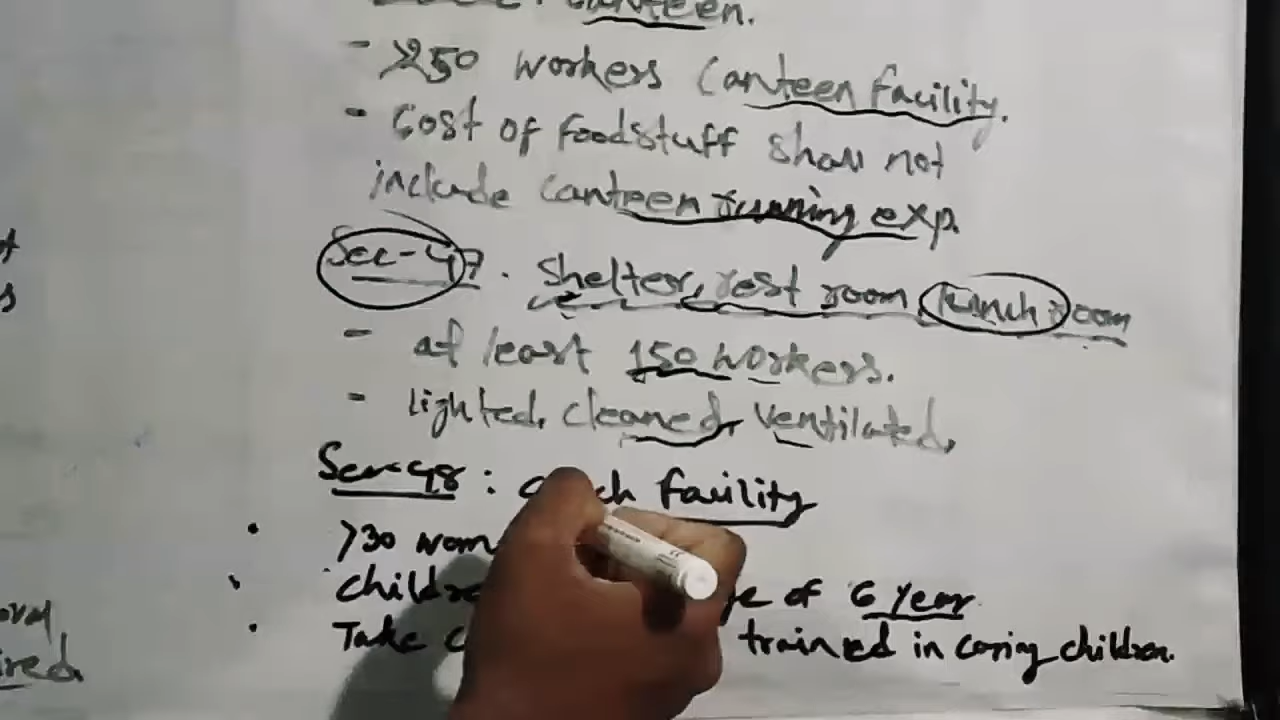 canteen.
- >250 workers Canteen facility.
- Cost of foodstuff shall not
include canteen running exp.
Sec-47. Shelter, rest room, lunch room
- at least 150 workers.
- lighted, cleaned, ventilated,
Sec-48: facility
• >30
•
of 6 year
• Take trained in caring children.
ired.